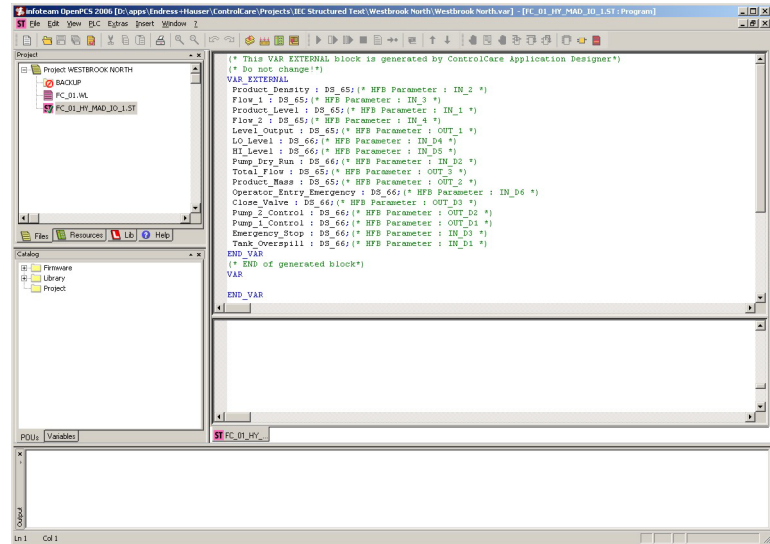 infoteam OpenPCS 2006 [D:\apps\Endress+Hauser\ControlCare\Projects\IEC Structured Text\Westbrook North\Westbrook North.var] - [FC_01_HY_MAD_IO_1.ST : Program]
ST File Edit View PLC Extras Insert Window ?
Project
Project WESTBROOK NORTH
BACKUP
FC_01.WL
FC_01_HY_MAD_IO_1.ST
Files Resources Lib Help
Catalog
Firmware
Library
Project
POUs Variables
(* This VAR_EXTERNAL block is generated by ControlCare Application Designer*)
(* Do not change!*)
VAR_EXTERNAL
Product_Density : DS_65;(* HFB Parameter : IN_2 *)
Flow_1 : DS_65;(* HFB Parameter : IN_3 *)
Product_Level : DS_65;(* HFB Parameter : IN_1 *)
Flow_2 : DS_65;(* HFB Parameter : IN_4 *)
Level_Output : DS_65;(* HFB Parameter : OUT_1 *)
LO_Level : DS_66;(* HFB Parameter : IN_D4 *)
HI_Level : DS_66;(* HFB Parameter : IN_D5 *)
Pump_Dry_Run : DS_66;(* HFB Parameter : IN_D2 *)
Total_Flow : DS_65;(* HFB Parameter : OUT_3 *)
Product_Mass : DS_65;(* HFB Parameter : OUT_2 *)
Operator_Entry_Emergency : DS_66;(* HFB Parameter : IN_D6 *)
Close_Valve : DS_66;(* HFB Parameter : OUT_D3 *)
Pump_2_Control : DS_66;(* HFB Parameter : OUT_D2 *)
Pump_1_Control : DS_66;(* HFB Parameter : OUT_D1 *)
Emergency_Stop : DS_66;(* HFB Parameter : IN_D3 *)
Tank_Overspill : DS_66;(* HFB Parameter : IN_D1 *)
END_VAR
(* END of generated block*)
VAR
END_VAR
ST FC_01_HY_...
Output
Ln 1 Col 1